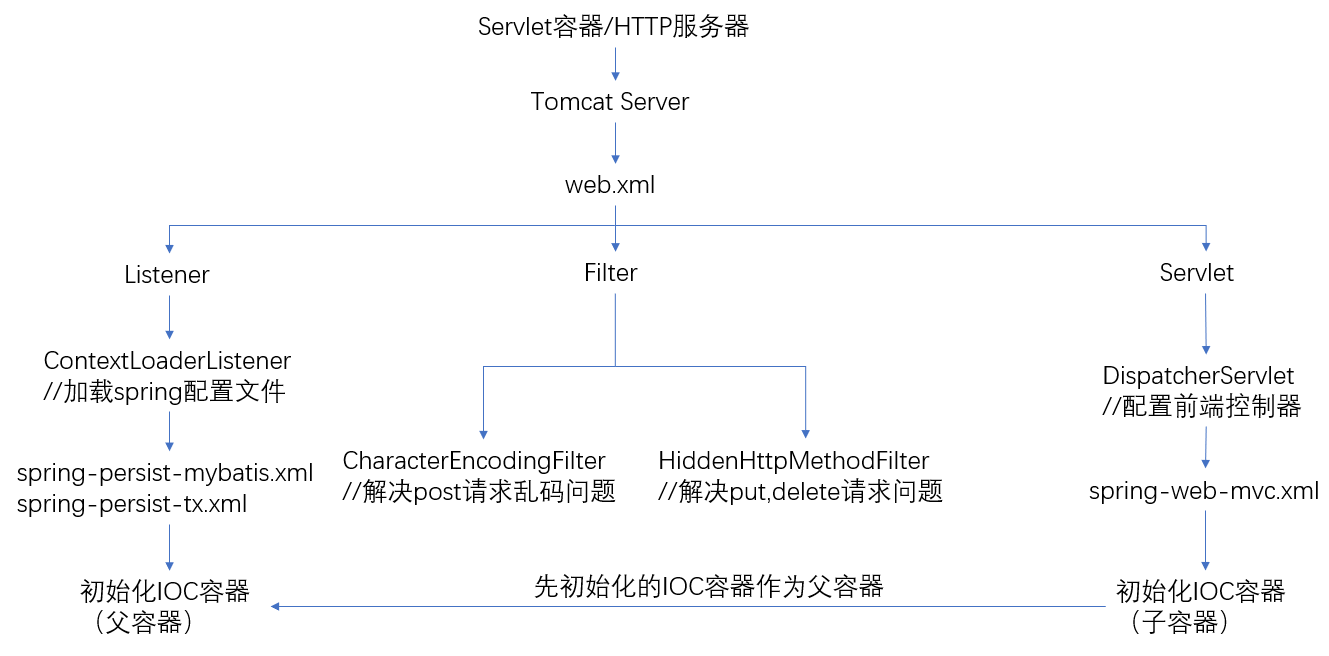 Servlet容器/HTTP服务器
Tomcat Server
web.xml
Listener
Filter
Servlet
ContextLoaderListener
//加载spring配置文件
DispatcherServlet
//配置前端控制器
CharacterEncodingFilter
//解决post请求乱码问题
HiddenHttpMethodFilter
//解决put,delete请求问题
spring-persist-mybatis.xml
spring-persist-tx.xml
spring-web-mvc.xml
初始化IOC容器
（父容器）
先初始化的IOC容器作为父容器
初始化IOC容器
（子容器）